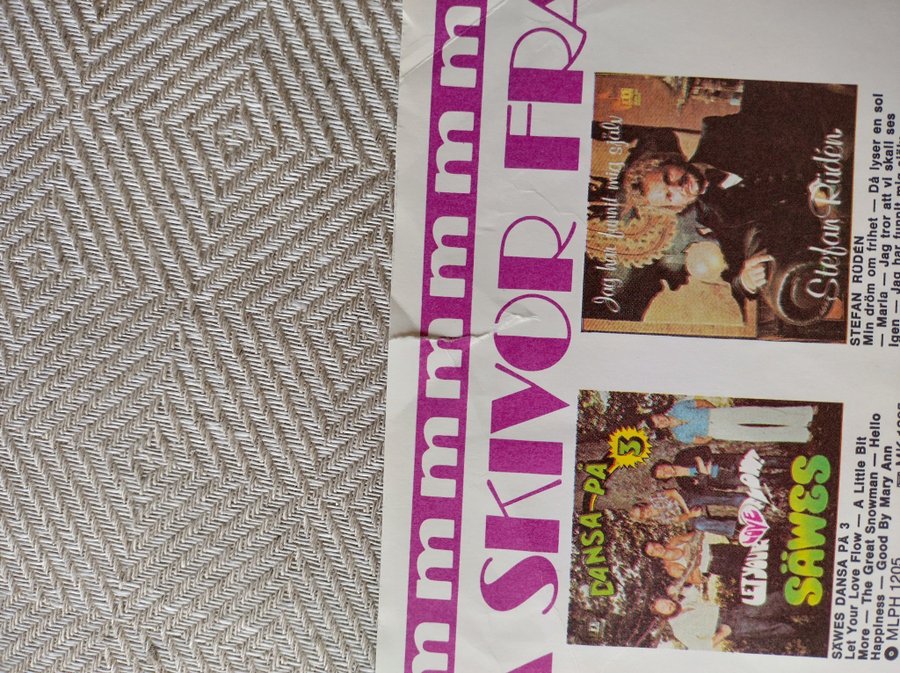 mmmmmmm
SKIVOR FRA
DANSA PÅ 3
LET YOUR LOVE FLOW
SÄWES
SÄWES DANSA PÅ 3
Let Your Love Flow — A Little Bit
More — The Great Snowman — Hello
Happiness — Good By Mary Ann
MLPH 1205
Jag har funnit mig själv
Stefan Rüdén
STEFAN RÜDÉN
Min dröm om frihet — Då lyser en sol
— Maria — Jag tror att vi skall ses
igen — Jag har funnit mig själv